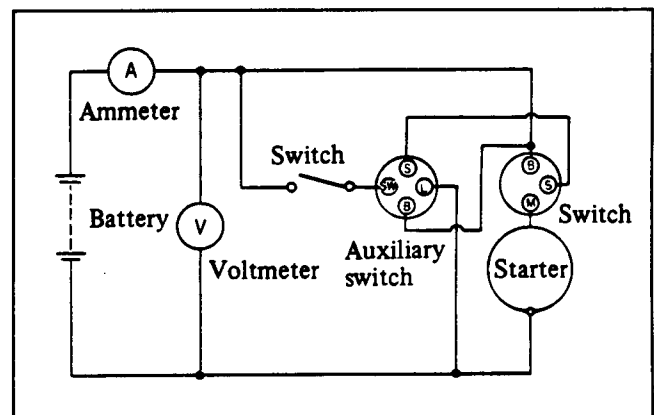 A
Ammeter
Switch
S
SW
L
B
B
S
M
Switch
Battery
V
Voltmeter
Auxiliary
switch
Starter